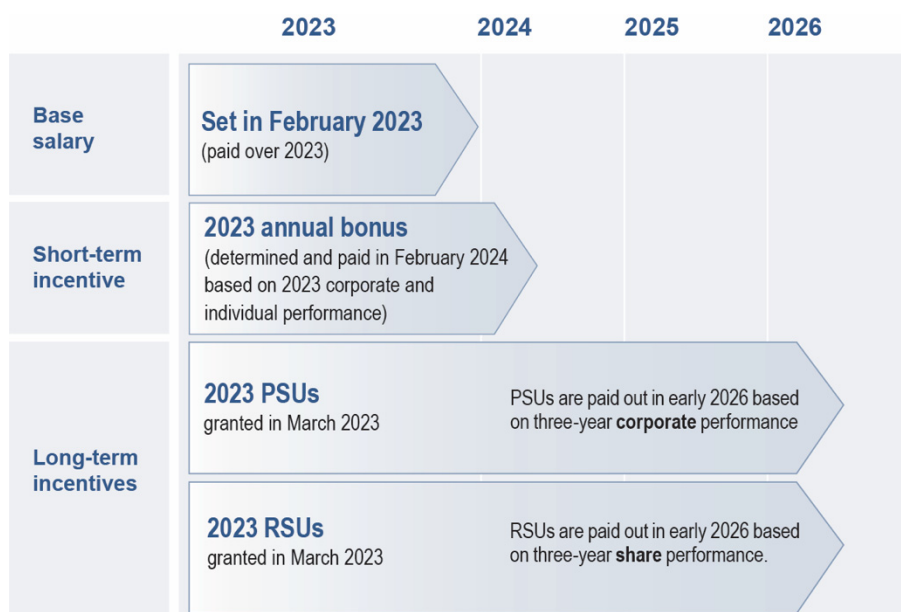 2023 2024 2025 2026
Base
salary
Set in February 2023
(paid over 2023)
Short-term
incentive
2023 annual bonus
(determined and paid in February 2024
based on 2023 corporate and
individual performance)
Long-term
incentives
2023 PSUs
granted in March 2023
PSUs are paid out in early 2026 based
on three-year corporate performance
2023 RSUs
granted in March 2023
RSUs are paid out in early 2026 based
on three-year share performance.